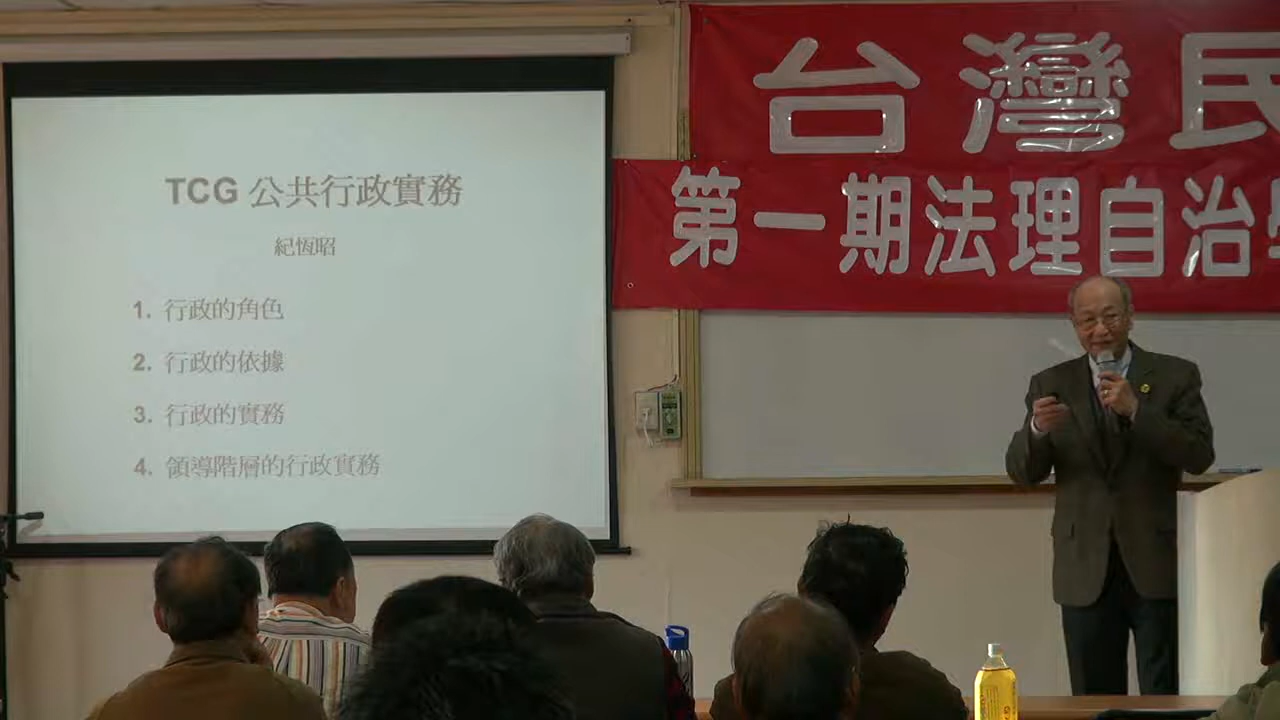 TCG 公共行政實務
紀恆昭
1. 行政的角色
2. 行政的依據
3. 行政的實務
4. 領導階層的行政實務
台灣民
第一期法理自治學